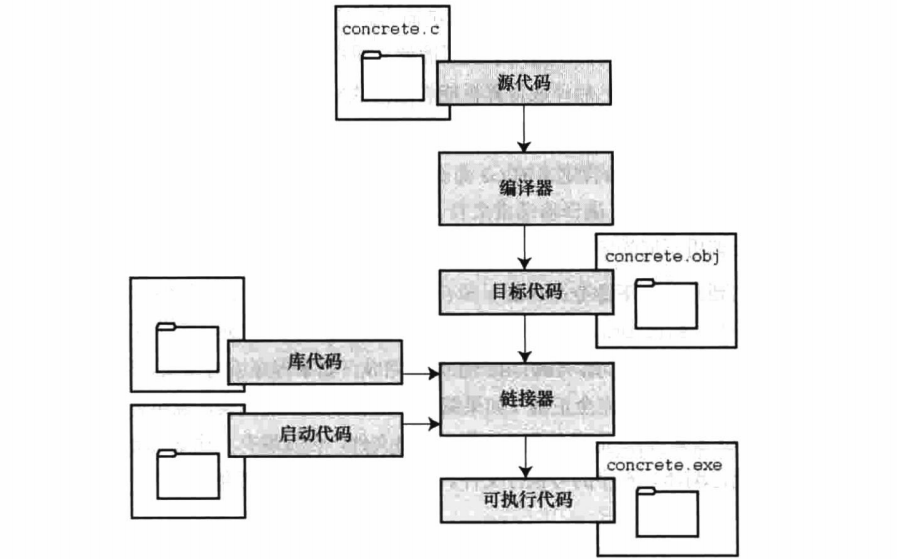 concrete.c
源代码
编译器
concrete.obj
目标代码
库代码
链接器
启动代码
concrete.exe
可执行代码